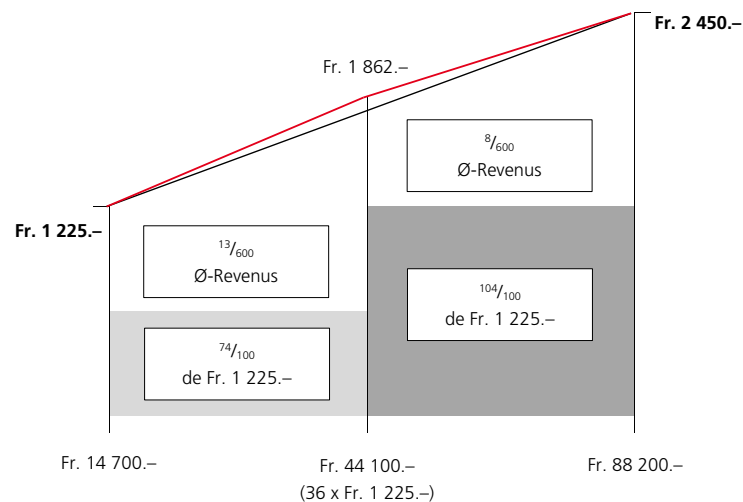 Fr. 2 450.–
Fr. 1 862.–
8/600
Ø-Revenus
Fr. 1 225.–
13/600
Ø-Revenus
104/100
de Fr. 1 225.–
74/100
de Fr. 1 225.–
Fr. 14 700.–
Fr. 44 100.–
Fr. 88 200.–
(36 x Fr. 1 225.–)